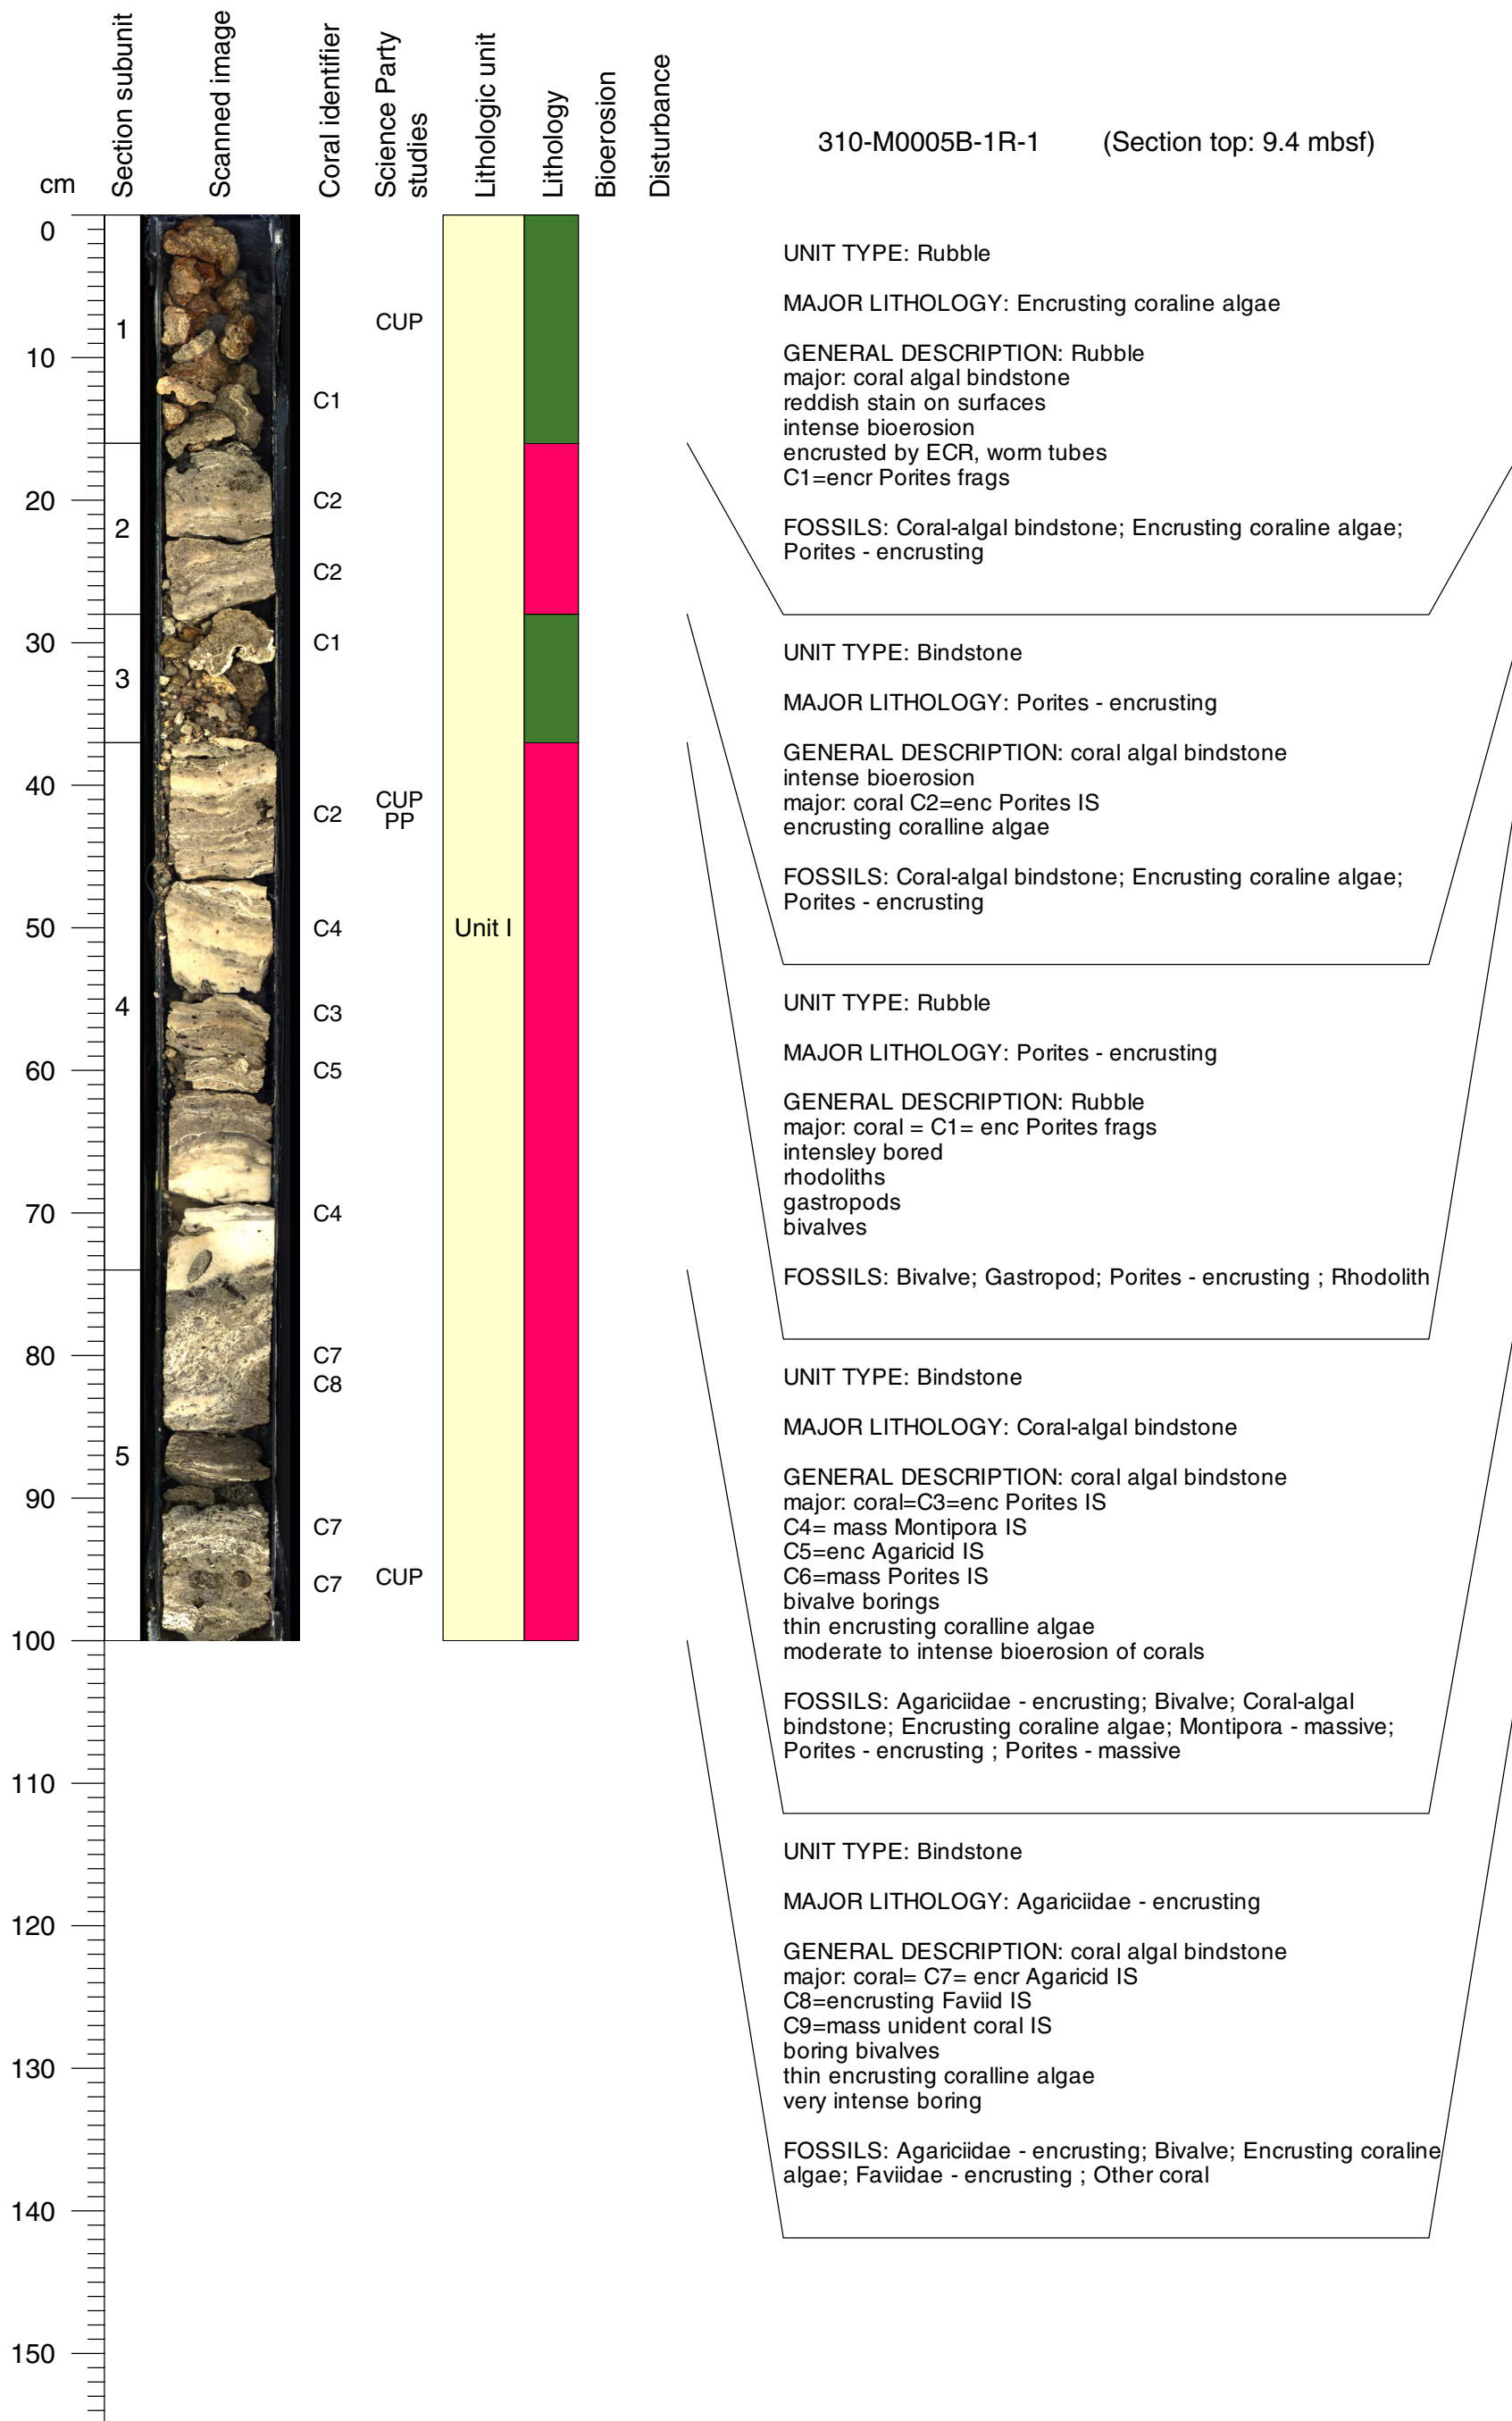 cm
Section subunit
Scanned image
Coral identifier
Science Party
studies
Lithologic unit
Lithology
Bioerosion
Disturbance
310-M0005B-1R-1 (Section top: 9.4 mbsf)
0
10
20
30
40
50
60
70
80
90
100
110
120
130
140
150
1
2
3
4
5
C1
C2
C2
C1
C2
C4
C3
C5
C4
C7
C8
C7
C7
CUP
CUP
PP
CUP
Unit I
UNIT TYPE: Rubble
MAJOR LITHOLOGY: Encrusting coraline algae
GENERAL DESCRIPTION: Rubble
major: coral algal bindstone
reddish stain on surfaces
intense bioerosion
encrusted by ECR, worm tubes
C1=encr Porites frags
FOSSILS: Coral-algal bindstone; Encrusting coraline algae;
Porites - encrusting
UNIT TYPE: Bindstone
MAJOR LITHOLOGY: Porites - encrusting
GENERAL DESCRIPTION: coral algal bindstone
intense bioerosion
major: coral C2=enc Porites IS
encrusting coralline algae
FOSSILS: Coral-algal bindstone; Encrusting coraline algae;
Porites - encrusting
UNIT TYPE: Rubble
MAJOR LITHOLOGY: Porites - encrusting
GENERAL DESCRIPTION: Rubble
major: coral = C1= enc Porites frags
intensley bored
rhodoliths
gastropods
bivalves
FOSSILS: Bivalve; Gastropod; Porites - encrusting ; Rhodolith
UNIT TYPE: Bindstone
MAJOR LITHOLOGY: Coral-algal bindstone
GENERAL DESCRIPTION: coral algal bindstone
major: coral=C3=enc Porites IS
C4= mass Montipora IS
C5=enc Agaricid IS
C6=mass Porites IS
bivalve borings
thin encrusting coralline algae
moderate to intense bioerosion of corals
FOSSILS: Agariciidae - encrusting; Bivalve; Coral-algal
bindstone; Encrusting coraline algae; Montipora - massive;
Porites - encrusting ; Porites - massive
UNIT TYPE: Bindstone
MAJOR LITHOLOGY: Agariciidae - encrusting
GENERAL DESCRIPTION: coral algal bindstone
major: coral= C7= encr Agaricid IS
C8=encrusting Faviid IS
C9=mass unident coral IS
boring bivalves
thin encrusting coralline algae
very intense boring
FOSSILS: Agariciidae - encrusting; Bivalve; Encrusting coraline
algae; Faviidae - encrusting ; Other coral